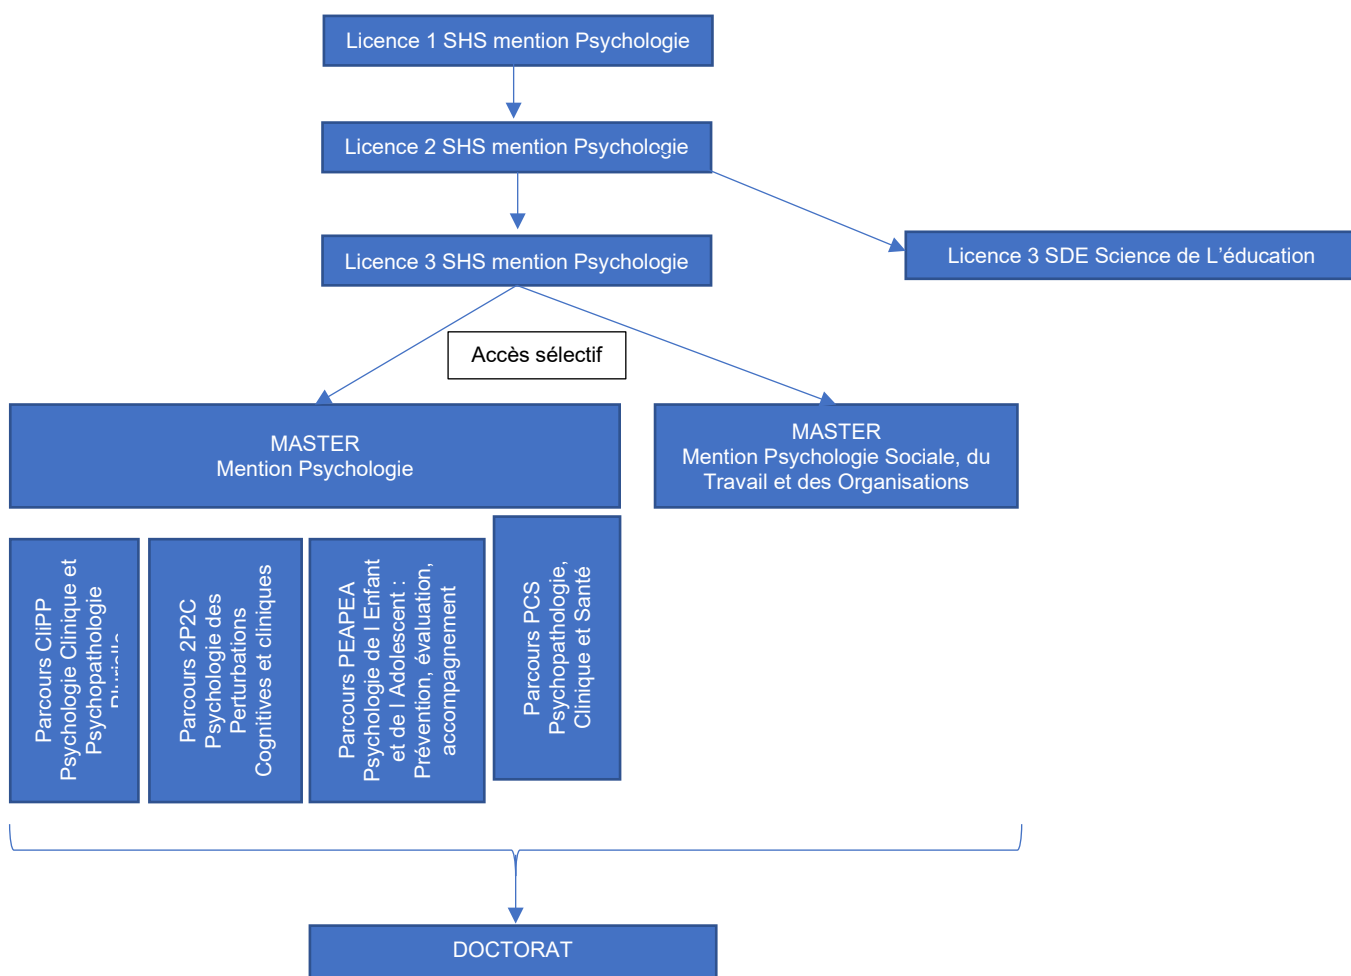 Licence 1 SHS mention Psychologie
Licence 2 SHS mention Psychologie
Licence 3 SHS mention Psychologie
Licence 3 SDE Science de L'éducation
Accès sélectif
MASTER
Mention Psychologie
MASTER
Mention Psychologie Sociale, du
Travail et des Organisations
Parcours CliPP
Psychologie Clinique et
Psychopathologie
Parcours 2P2C
Psychologie des
Perturbations
Cognitives et cliniques
Parcours PEAPEA
Psychologie de l Enfant
et de l Adolescent :
Prévention, évaluation,
accompagnement
Parcours PCS
Psychopathologie,
Clinique et Santé
DOCTORAT